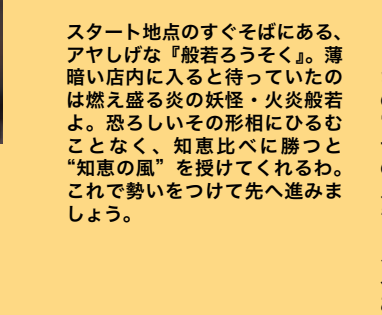 スタート地点のすぐそばにある、
アヤしげな『般若ろうそく』。薄
暗い店内に入ると待っていたの
は燃え盛る炎の妖怪・火炎般若
よ。恐ろしいその形相にひるむ
ことなく、知恵比べに勝つと
“知恵の風”を授けてくれるわ。
これで勢いをつけて先へ進みま
しょう。